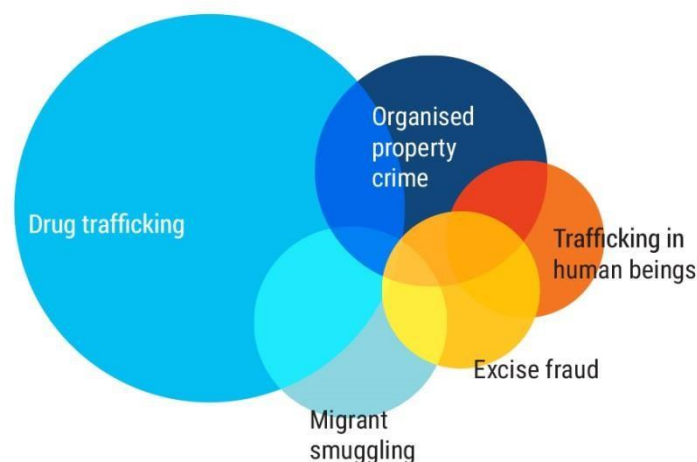 Organised
property
crime
Drug trafficking
Trafficking in
human beings
Excise fraud
Migrant
smuggling